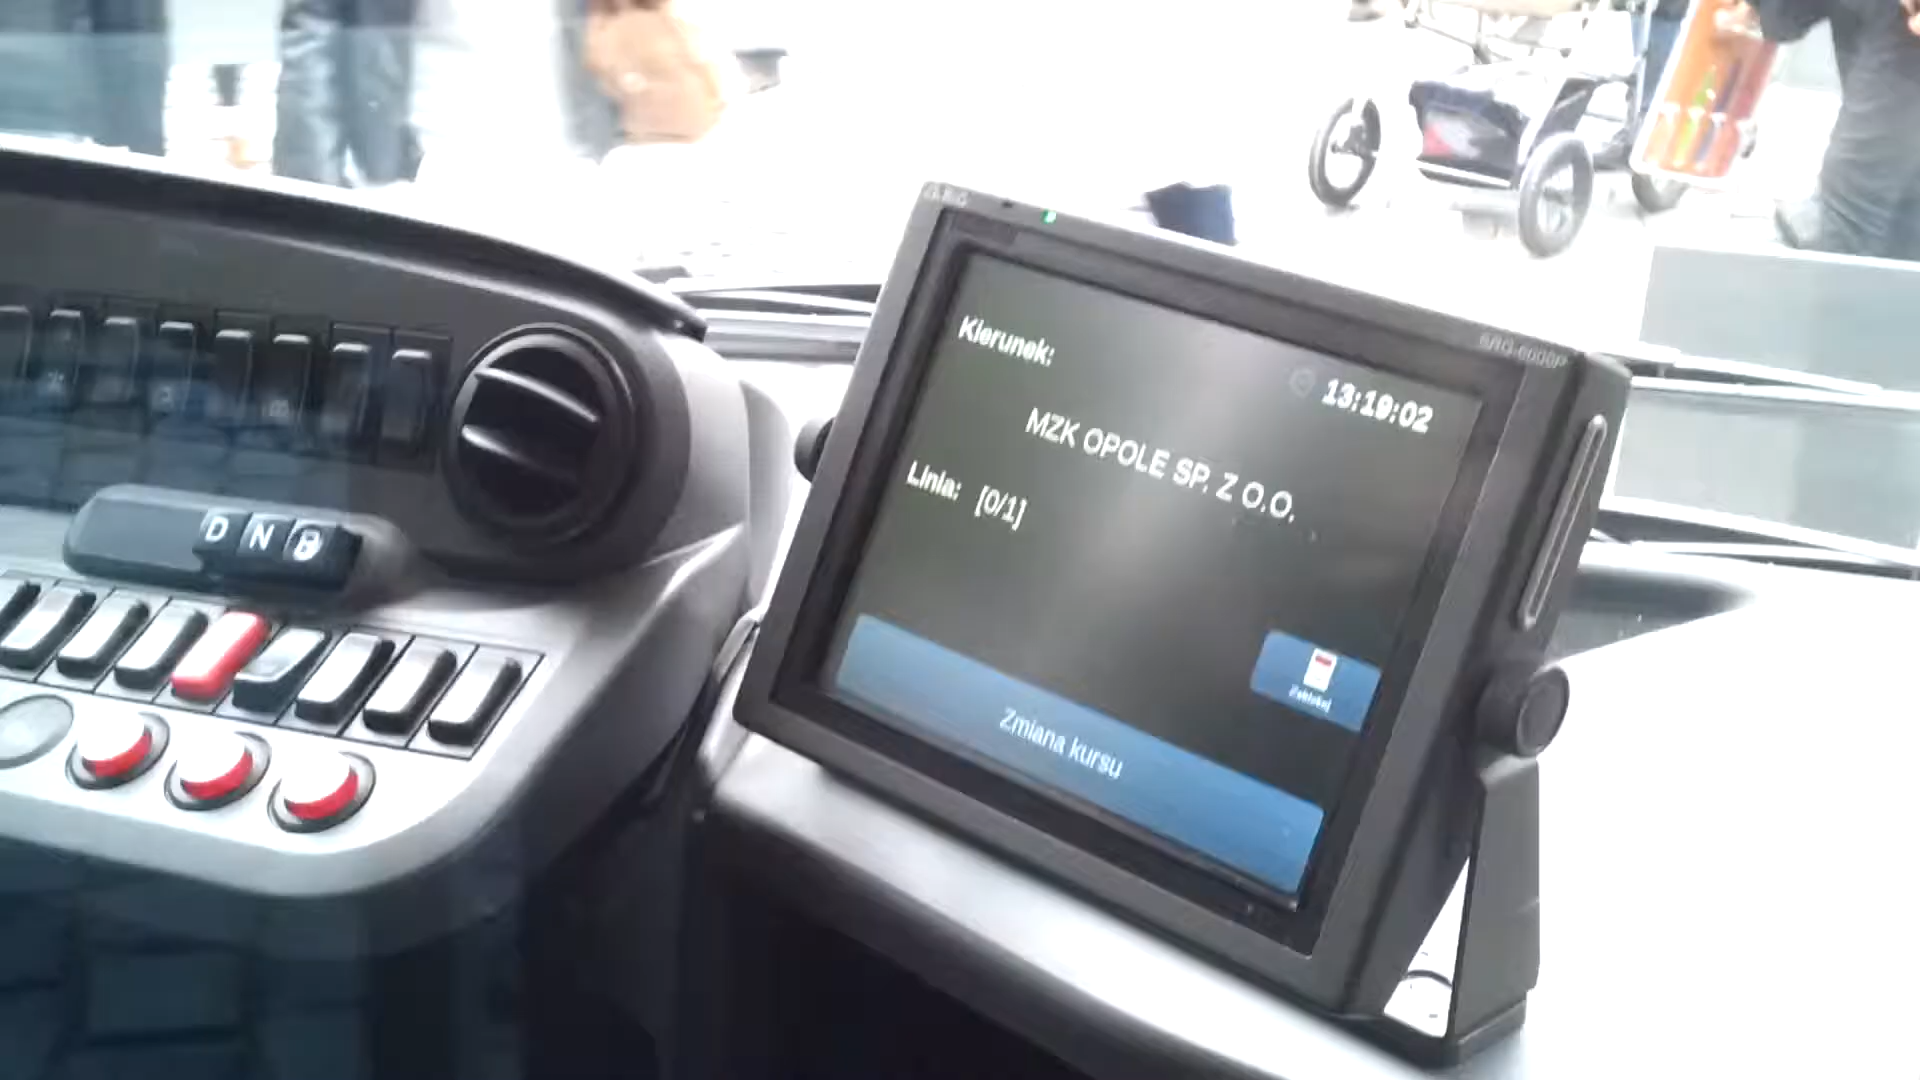 Kierunek:
13:19:02
MZK OPOLE SP. Z O.O.
Linia: [0/1]
Zmiana kursu
D N